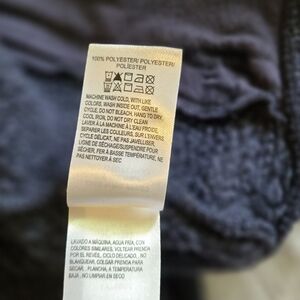 100% POLYESTER/ POLYESTER/
POLIÉSTER
MACHINE WASH COLD, WITH LIKE
COLORS, WASH INSIDE OUT, GENTLE
CYCLE, DO NOT BLEACH, HANG TO DRY,
COOL IRON, DO NOT DRY CLEAN
LAVER À LA MACHINE À L'EAU FROIDE,
SÉPARER LES COULEURS, SUR L'ENVERS,
CYCLE DÉLICAT, NE PAS JAVELLISER,
LIGNE DE SÉCHAGE/SUSPENDRE POUR
SÉCHER, FER À BASSE TEMPÉRATURE, NE
PAS NETTOYER À SEC
LAVADO A MÁQUINA, AGUA FRÍA, CON
COLORES SIMILARES, VOLTEAR PRENDA
POR EL REVÉS, CICLO DELICADO, NO
BLANQUEAR, COLGAR PRENDA PARA
SECAR, PLANCHA, A TEMPERATURA
BAJA, NO LIMPIAR EN SECO